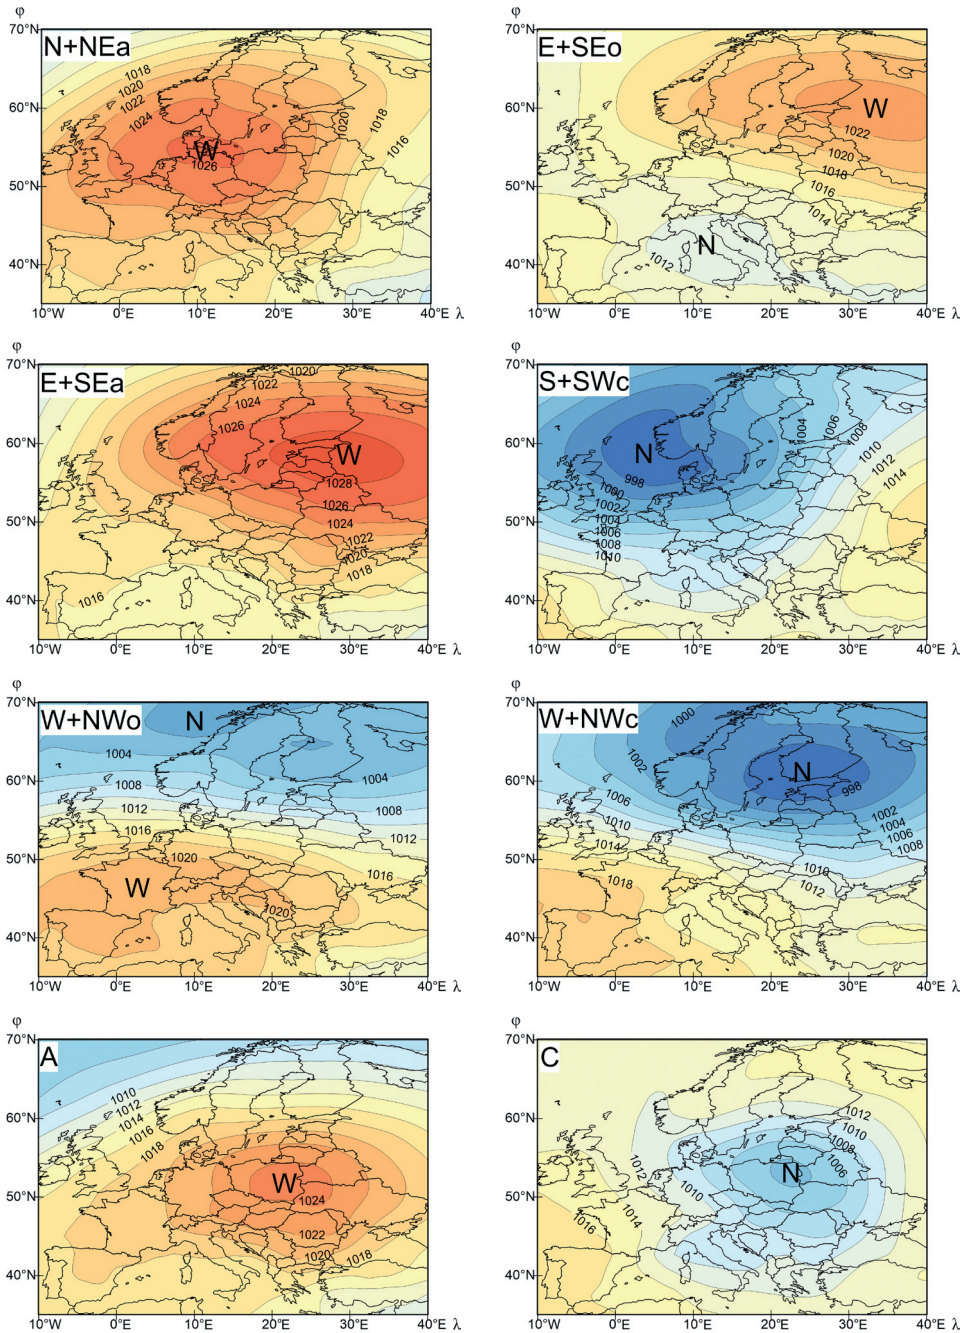 φ
70°N
60°N
50°N
40°N
10°W 0°E 10°E 20°E 30°E 40°E λ
N+NEa
W
1018
1020
1022
1024
1026
1020
1018
1016
φ
70°N
60°N
50°N
40°N
10°W 0°E 10°E 20°E 30°E 40°E λ
E+SEo
W
1022
1020
1018
1016
1014
N
1012
φ
70°N
60°N
50°N
40°N
10°W 0°E 10°E 20°E 30°E 40°E λ
E+SEa
1020
1022
1024
1026
W
1028
1026
1024
1022
1020
1018
1016
φ
70°N
60°N
50°N
40°N
10°W 0°E 10°E 20°E 30°E 40°E λ
S+SWc
N
998
1000
1002
1004
1006
1008
1010
1004
1006
1008
1010
1012
1014
φ
70°N
60°N
50°N
40°N
10°W 0°E 10°E 20°E 30°E 40°E λ
W+NWo
N
1004
1004
1008
1008
1012
1012
1016
1020
1016
W
1020
φ
70°N
60°N
50°N
40°N
10°W 0°E 10°E 20°E 30°E 40°E λ
W+NWc
1000
1002
N
998
1006
1002
1010
1004
1006
1014
1008
1010
1018
1012
φ
70°N
60°N
50°N
40°N
10°W 0°E 10°E 20°E 30°E 40°E λ
A
1010
1012
1014
1016
1018
W
1024
1022
1020
1018
φ
70°N
60°N
50°N
40°N
10°W 0°E 10°E 20°E 30°E 40°E λ
C
1012
1010
1008
1006
N
1012
1010
1014
1016